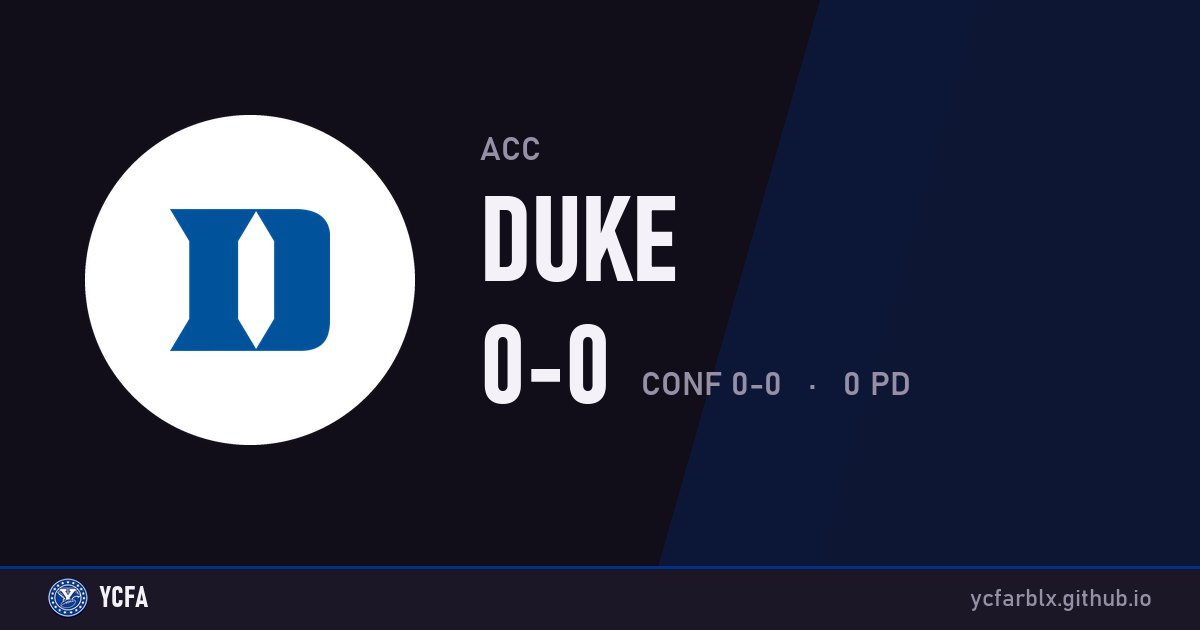 D
ACC
DUKE
0-0 CONF 0-0 · 0 PD
YCFA
ycfarblx.github.io